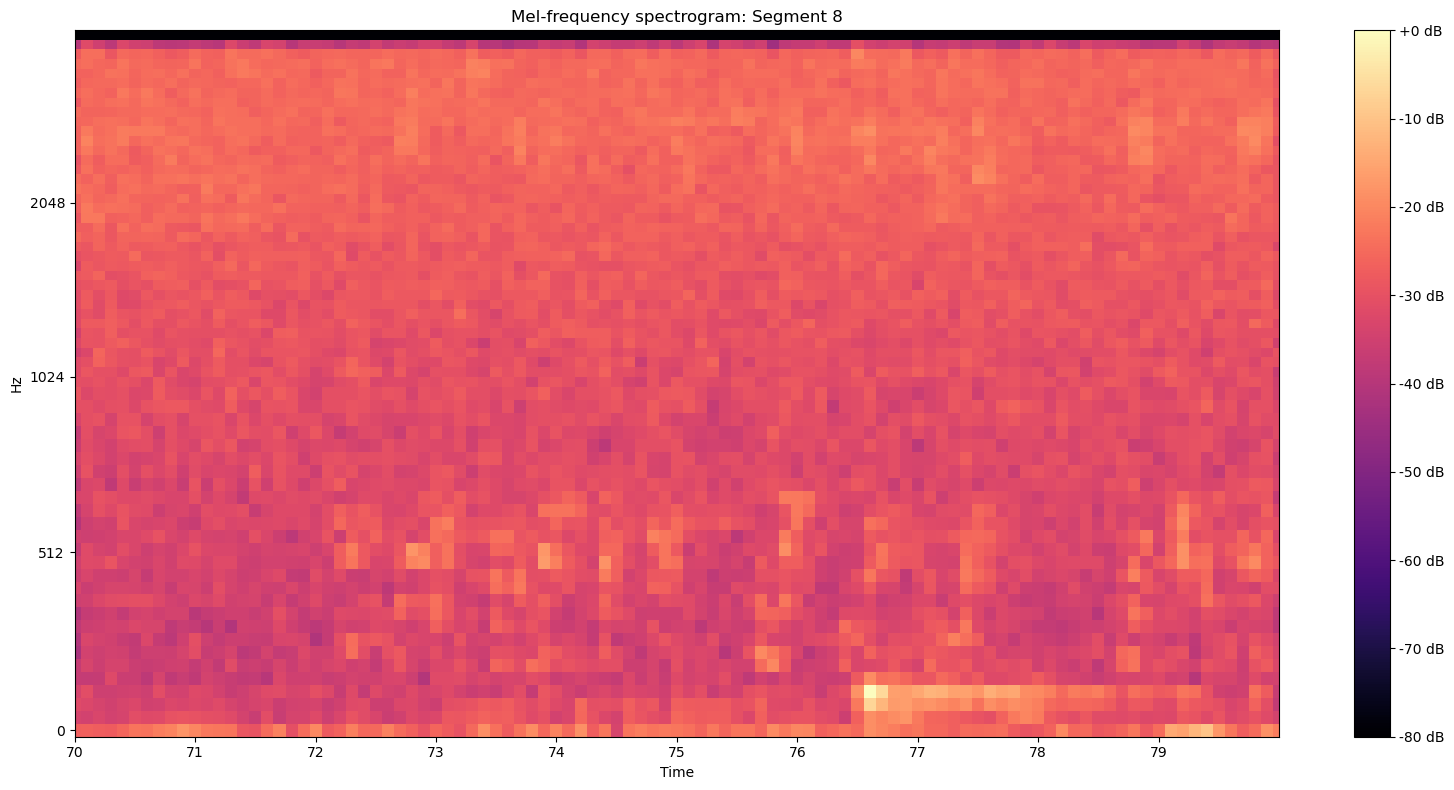 Mel-frequency spectrogram: Segment 8
+0 dB
-10 dB
-20 dB
-30 dB
-40 dB
-50 dB
-60 dB
-70 dB
-80 dB
Hz
2048
1024
512
0
70 71 72 73 74 75 76 77 78 79
Time